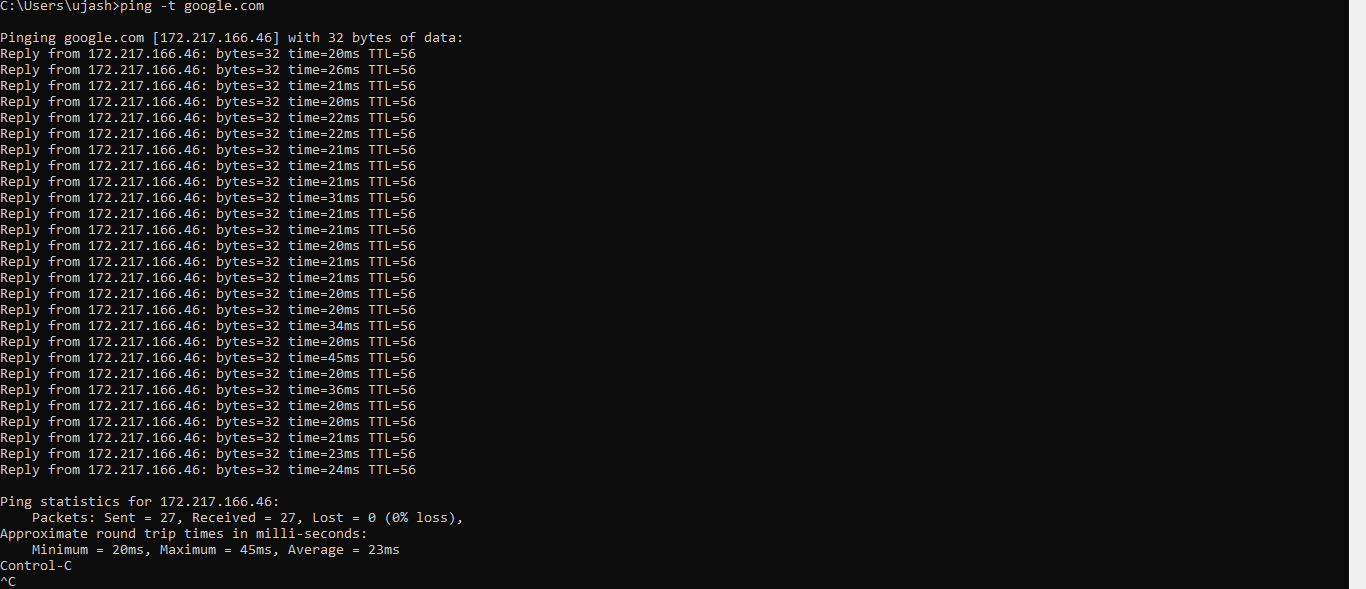 C:\Users\ujash>ping -t google.com
Pinging google.com [172.217.166.46] with 32 bytes of data:
Reply from 172.217.166.46: bytes=32 time=20ms TTL=56
Reply from 172.217.166.46: bytes=32 time=26ms TTL=56
Reply from 172.217.166.46: bytes=32 time=21ms TTL=56
Reply from 172.217.166.46: bytes=32 time=20ms TTL=56
Reply from 172.217.166.46: bytes=32 time=22ms TTL=56
Reply from 172.217.166.46: bytes=32 time=22ms TTL=56
Reply from 172.217.166.46: bytes=32 time=21ms TTL=56
Reply from 172.217.166.46: bytes=32 time=21ms TTL=56
Reply from 172.217.166.46: bytes=32 time=21ms TTL=56
Reply from 172.217.166.46: bytes=32 time=31ms TTL=56
Reply from 172.217.166.46: bytes=32 time=21ms TTL=56
Reply from 172.217.166.46: bytes=32 time=21ms TTL=56
Reply from 172.217.166.46: bytes=32 time=20ms TTL=56
Reply from 172.217.166.46: bytes=32 time=21ms TTL=56
Reply from 172.217.166.46: bytes=32 time=21ms TTL=56
Reply from 172.217.166.46: bytes=32 time=20ms TTL=56
Reply from 172.217.166.46: bytes=32 time=20ms TTL=56
Reply from 172.217.166.46: bytes=32 time=34ms TTL=56
Reply from 172.217.166.46: bytes=32 time=20ms TTL=56
Reply from 172.217.166.46: bytes=32 time=45ms TTL=56
Reply from 172.217.166.46: bytes=32 time=20ms TTL=56
Reply from 172.217.166.46: bytes=32 time=36ms TTL=56
Reply from 172.217.166.46: bytes=32 time=20ms TTL=56
Reply from 172.217.166.46: bytes=32 time=20ms TTL=56
Reply from 172.217.166.46: bytes=32 time=21ms TTL=56
Reply from 172.217.166.46: bytes=32 time=23ms TTL=56
Reply from 172.217.166.46: bytes=32 time=24ms TTL=56
Ping statistics for 172.217.166.46:
    Packets: Sent = 27, Received = 27, Lost = 0 (0% loss),
Approximate round trip times in milli-seconds:
    Minimum = 20ms, Maximum = 45ms, Average = 23ms
Control-C
^C